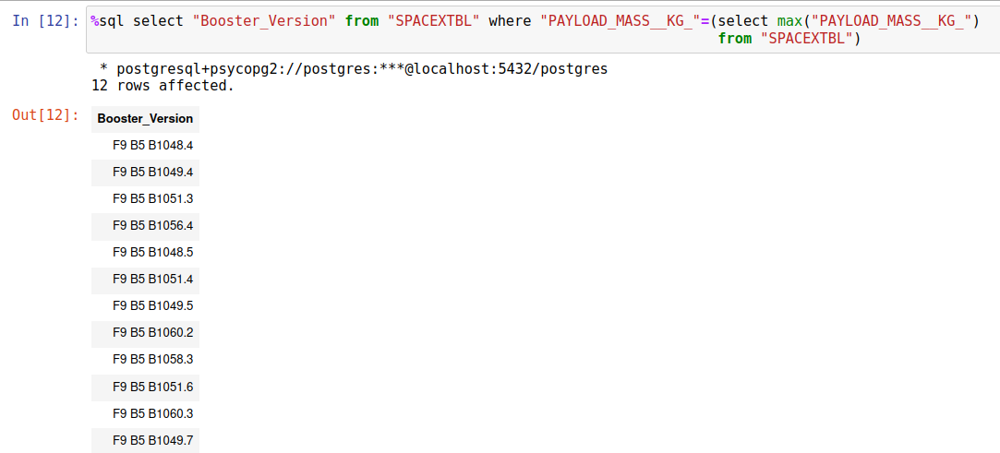 In [12]: %sql select "Booster_Version" from "SPACEXTBL" where "PAYLOAD_MASS__KG_"=(select max("PAYLOAD_MASS__KG_")
from "SPACEXTBL")
* postgresql+psycopg2://postgres:***@localhost:5432/postgres
12 rows affected.
Out[12]:
Booster_Version
F9 B5 B1048.4
F9 B5 B1049.4
F9 B5 B1051.3
F9 B5 B1056.4
F9 B5 B1048.5
F9 B5 B1051.4
F9 B5 B1049.5
F9 B5 B1060.2
F9 B5 B1058.3
F9 B5 B1051.6
F9 B5 B1060.3
F9 B5 B1049.7